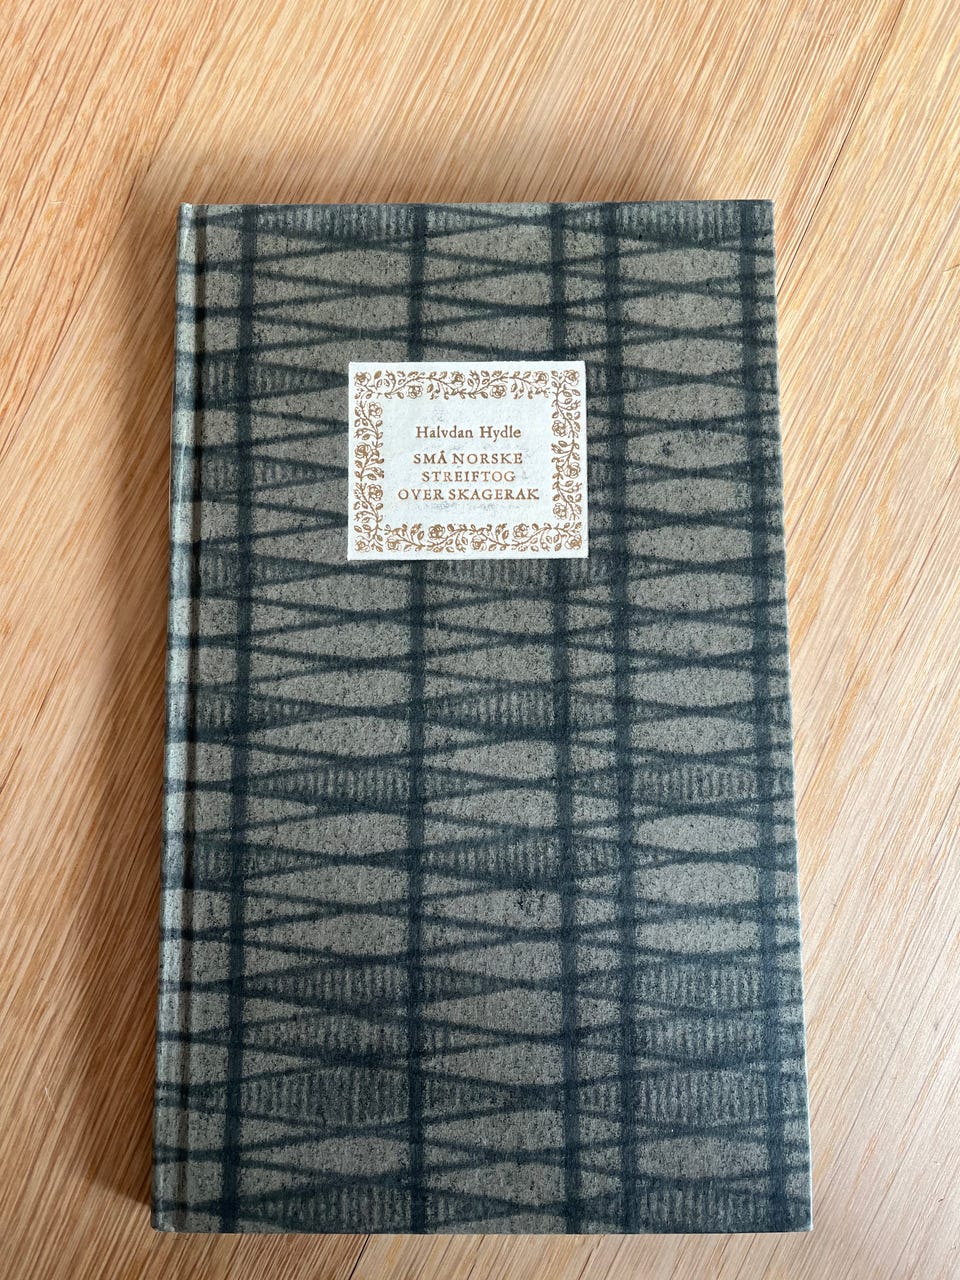 Halvdan Hydle
SMÅ NORSKE
STREIFTOG
OVER SKAGERAK